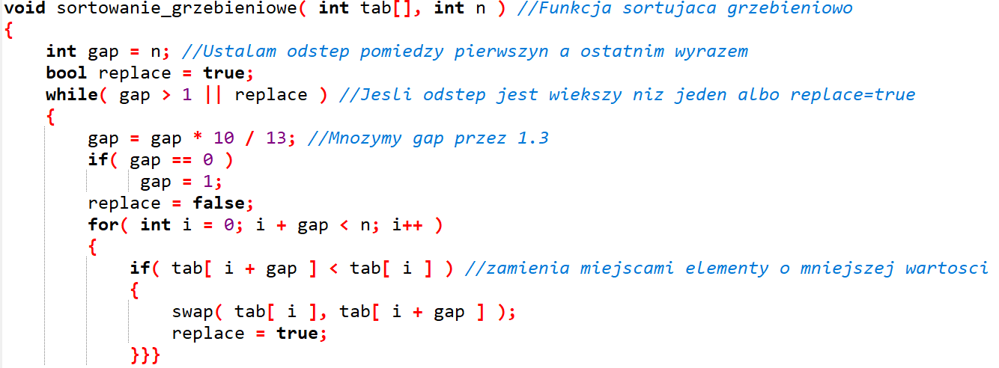 void sortowanie_grzebieniowe( int tab[], int n ) //Funkcja sortujaca grzebieniowo
{
int gap = n; //Ustalam odstep pomiedzy pierwszyn a ostatnim wyrazem
bool replace = true;
while( gap > 1 || replace ) //Jesli odstep jest wiekszy niz jeden albo replace=true
{
gap = gap * 10 / 13; //Mnozymy gap przez 1.3
if( gap == 0 )
gap = 1;
replace = false;
for( int i = 0; i + gap < n; i++ )
{
if( tab[ i + gap ] < tab[ i ] ) //zamienia miejscami elementy o mniejszej wartosci
{
swap( tab[ i ], tab[ i + gap ] );
replace = true;
}}}